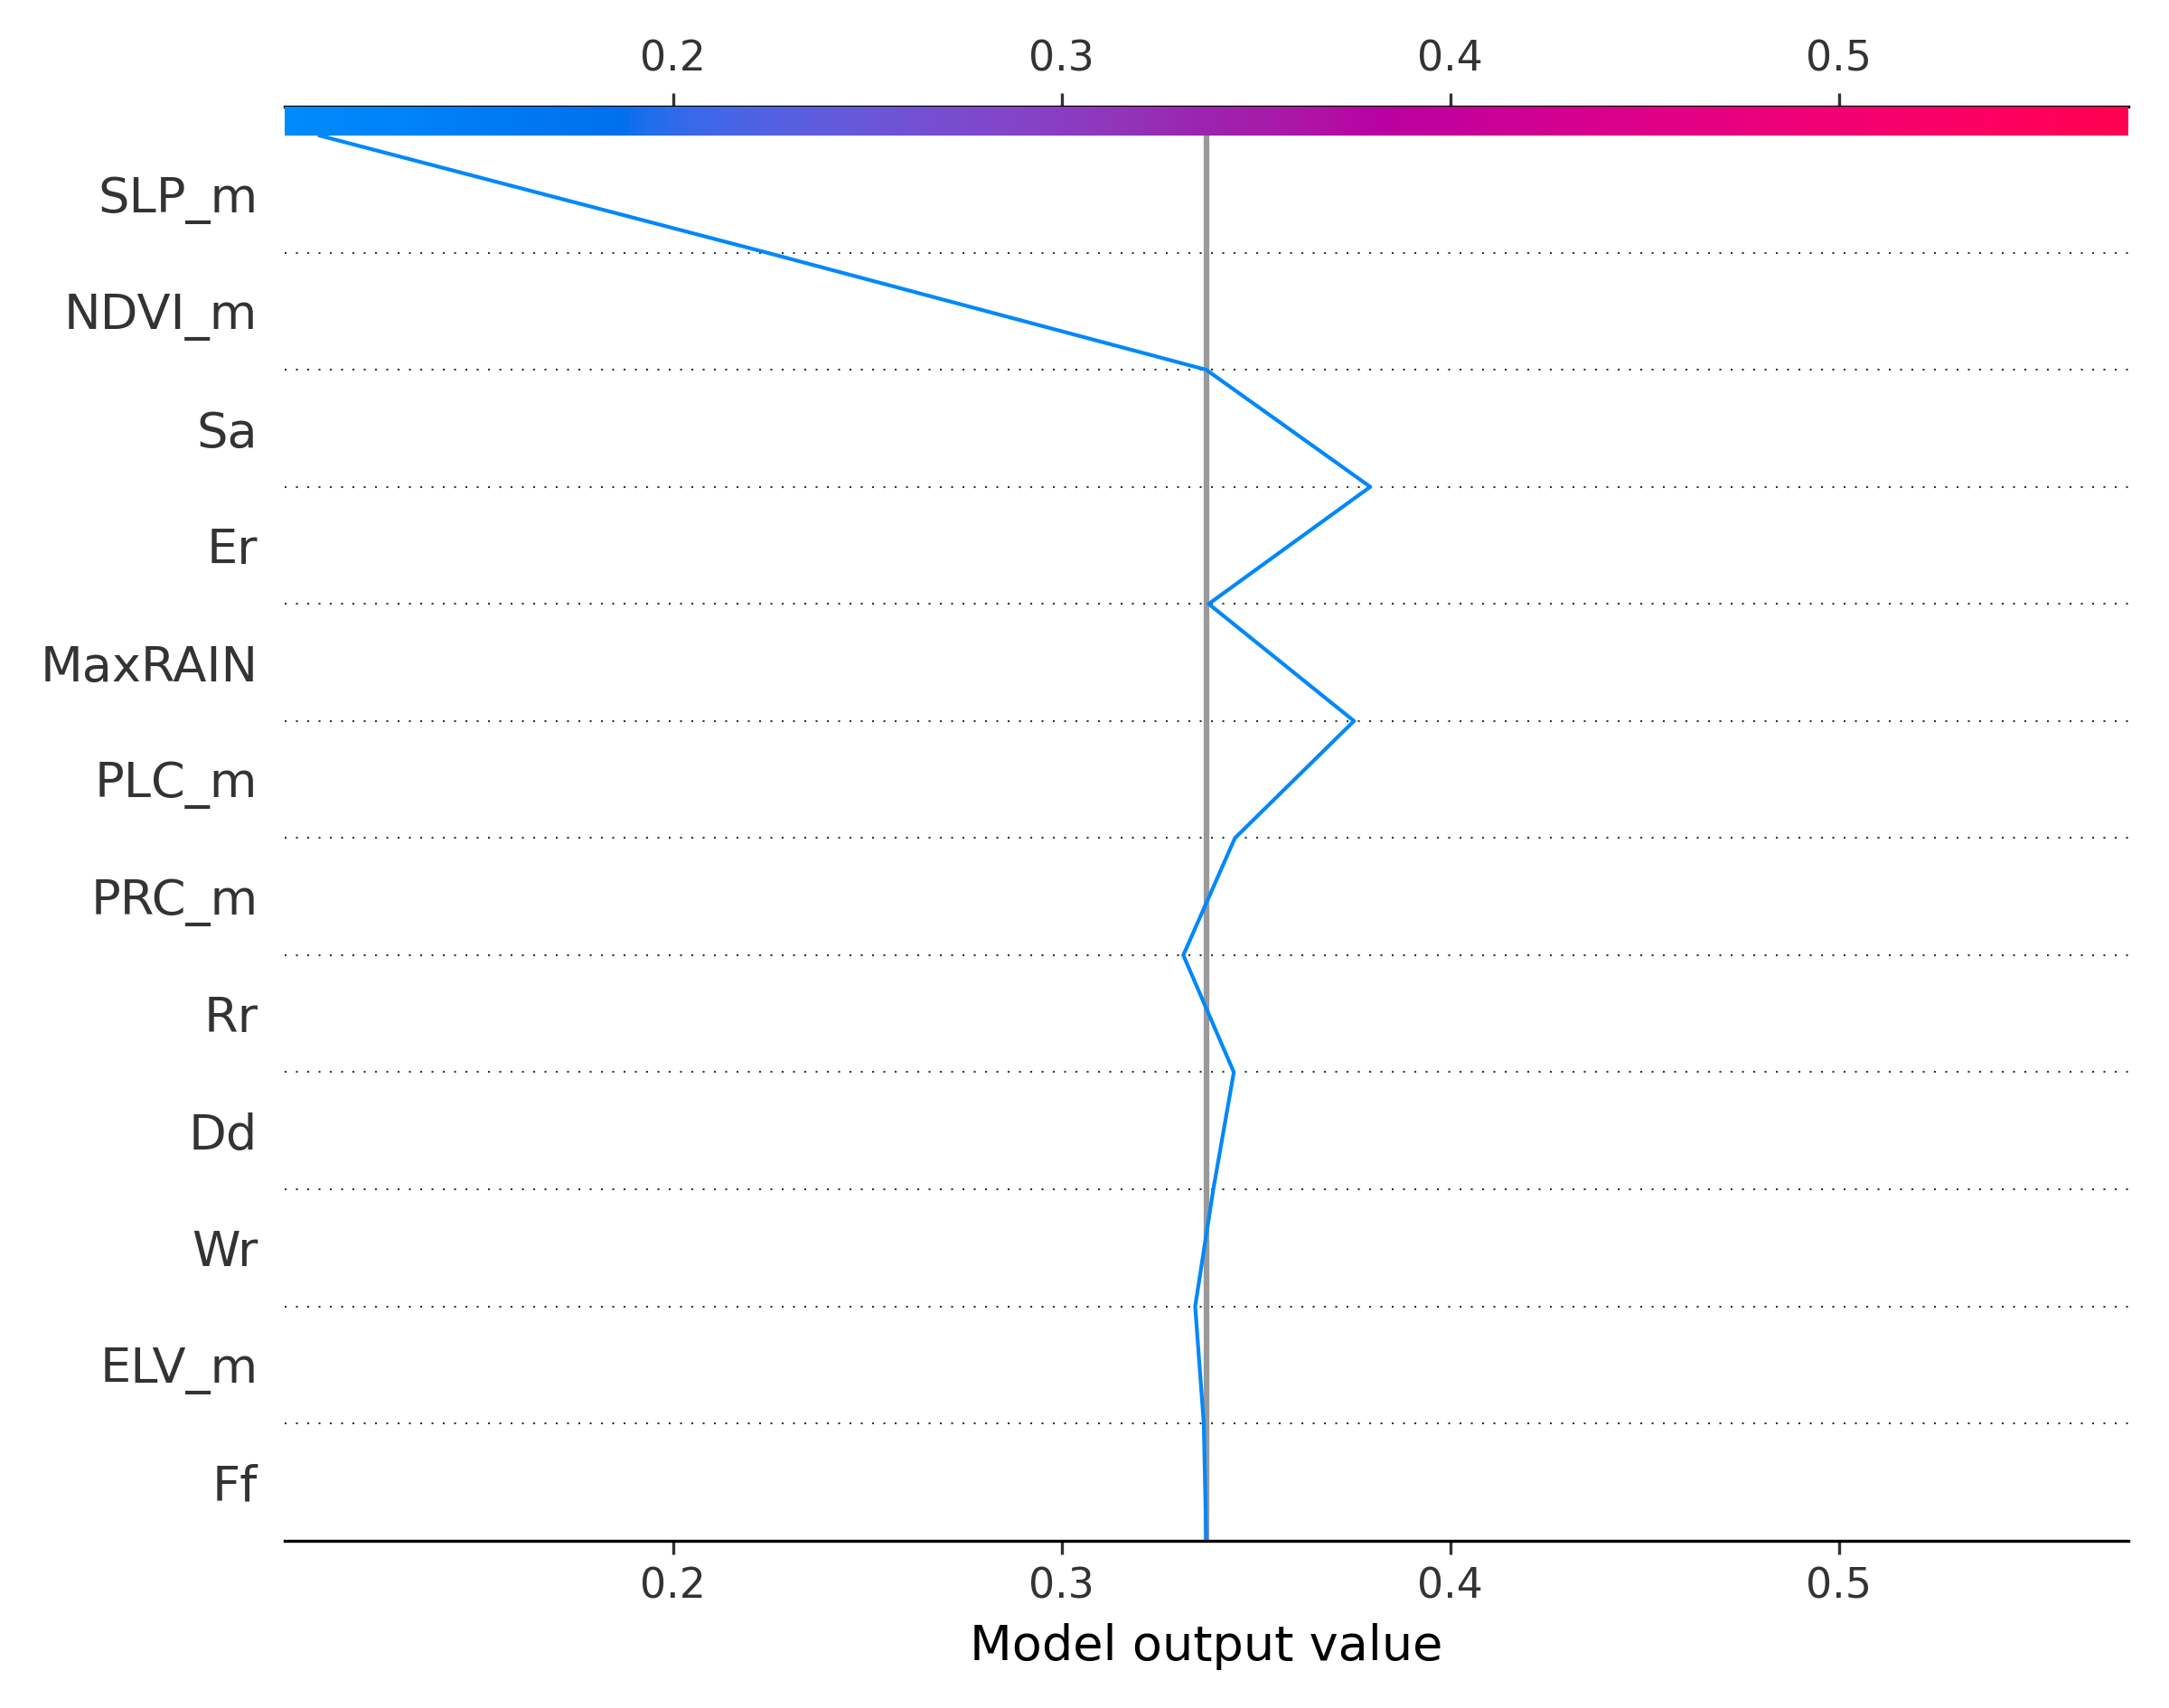 0.2 0.3 0.4 0.5
SLP_m
NDVI_m
Sa
Er
MaxRAIN
PLC_m
PRC_m
Rr
Dd
Wr
ELV_m
Ff
0.2 0.3 0.4 0.5
Model output value